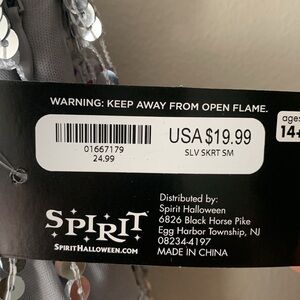 WARNING: KEEP AWAY FROM OPEN FLAME.
01667179
24.99
USA $19.99
SLV SKRT SM
ages
14+
SPIRIT
SPIRITHALLOWEEN.COM
Distributed by:
Spirit Halloween
6826 Black Horse Pike
Egg Harbor Township, NJ
08234-4197
MADE IN CHINA